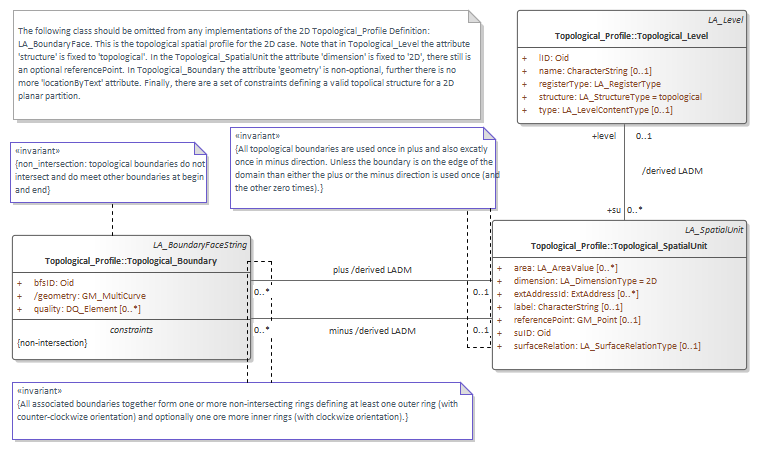 The following class should be omitted from any implementations of the 2D Topological_Profile Definition:
LA_BoundaryFace. This is the topological spatial profile for the 2D case. Note that in Topological_Level the attribute
'structure' is fixed to 'topological'. In the Topological_SpatialUnit the attribute 'dimension' is fixed to '2D', there still is
an optional referencePoint. In Topological_Boundary the attribute 'geometry' is non-optional, further there is no
more 'locationByText' attribute. Finally, there are a set of constraints defining a valid topolical structure for a 2D
planar partition.
LA_Level
Topological_Profile::Topological_Level
+ lID: Oid
+ name: CharacterString [0..1]
+ registerType: LA_RegisterType
+ structure: LA_StructureType = topological
+ type: LA_LevelContentType [0..1]
«invariant»
{non_intersection: topological boundaries do not
intersect and do meet other boundaries at begin
and end}
«invariant»
{All topological boundaries are used once in plus and also excatly
once in minus direction. Unless the boundary is on the edge of the
domain than either the plus or the minus direction is used once (and
the other zero times).}
+level 0..1
/derived LADM
+su 0..*
LA_BoundaryFaceString
Topological_Profile::Topological_Boundary
+ bfsID: Oid
+ /geometry: GM_MultiCurve
+ quality: DQ_Element [0..*]
constraints
{non-intersection}
plus /derived LADM
0..* 0..1
0..* 0..1
minus /derived LADM
LA_SpatialUnit
Topological_Profile::Topological_SpatialUnit
+ area: LA_AreaValue [0..*]
+ dimension: LA_DimensionType = 2D
+ extAddressId: ExtAddress [0..*]
+ label: CharacterString [0..1]
+ referencePoint: GM_Point [0..1]
+ suID: Oid
+ surfaceRelation: LA_SurfaceRelationType [0..1]
«invariant»
{All associated boundaries together form one or more non-intersecting rings defining at least one outer ring (with
counter-clockwize orientation) and optionally one ore more inner rings (with clockwize orientation).}